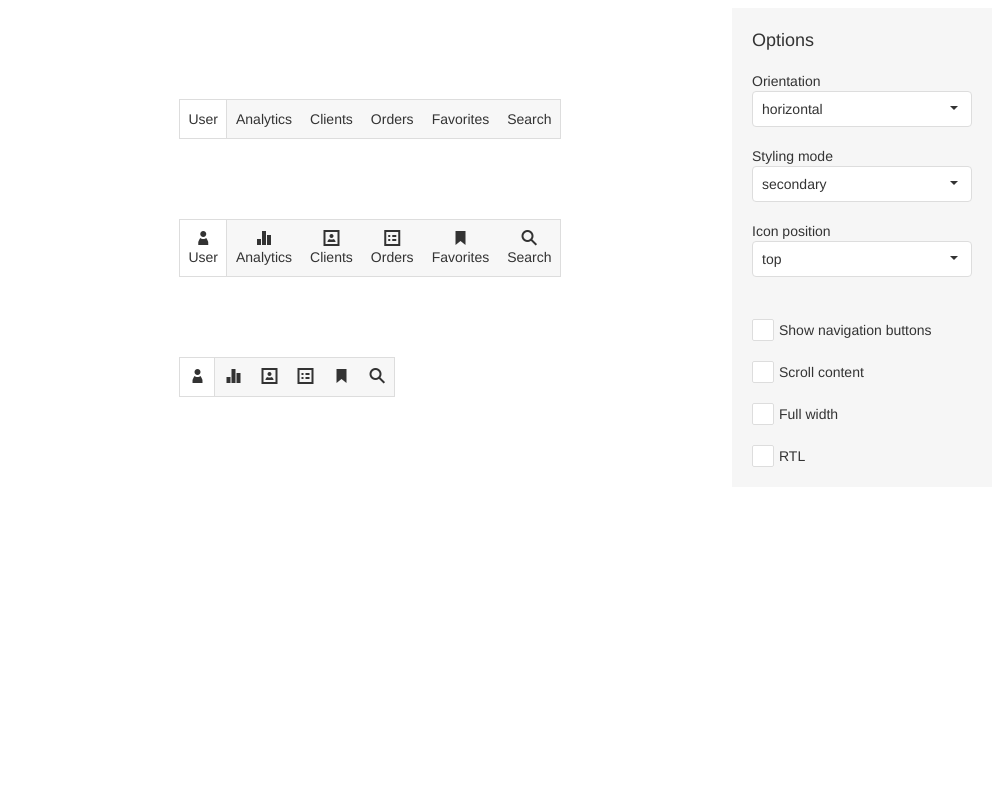 User Analytics Clients Orders Favorites Search
User Analytics Clients Orders Favorites Search
Options
Orientation
horizontal
Styling mode
secondary
Icon position
top
Show navigation buttons
Scroll content
Full width
RTL